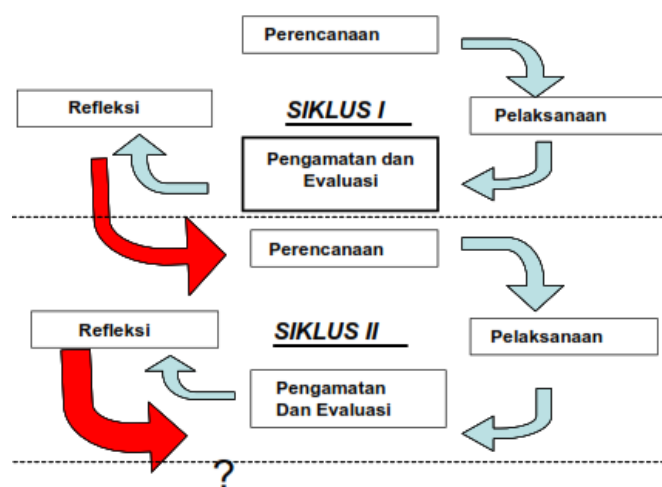 Perencanaan
Refleksi
SIKLUS I
Pelaksanaan
Pengamatan dan
Evaluasi
Perencanaan
Refleksi
SIKLUS II
Pelaksanaan
Pengamatan
Dan Evaluasi
?